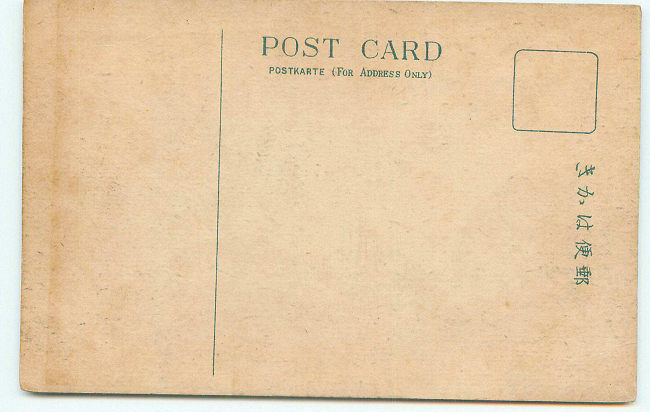 POST CARD
POSTKARTE (FOR ADDRESS ONLY)
郵便はかき